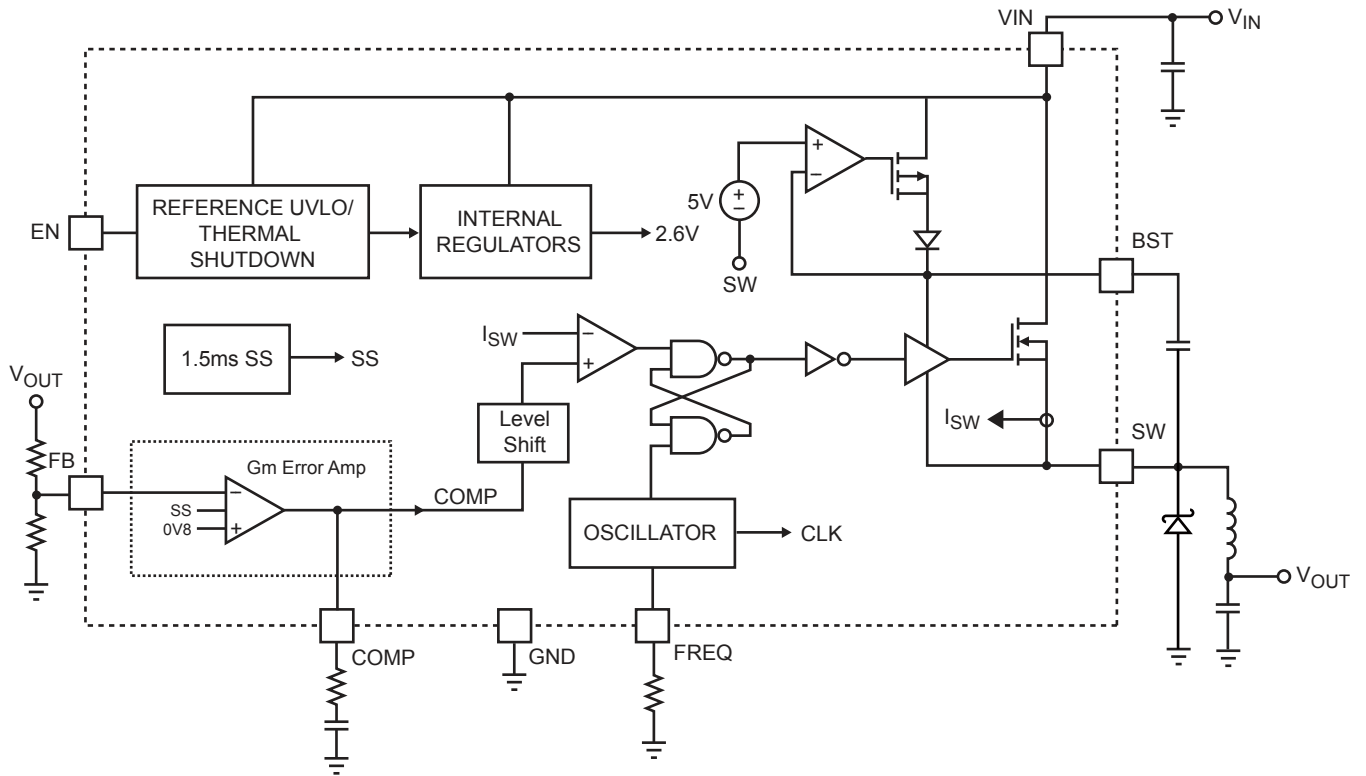 VIN
V_IN
REFERENCE UVLO/
THERMAL
SHUTDOWN
INTERNAL
REGULATORS
2.6V
EN
5V
+
−
+
−
SW
BST
1.5ms SS
SS
I_SW
−
+
V_OUT
Level
Shift
I_SW
SW
FB
Gm Error Amp
−
SS
0V8
+
COMP
OSCILLATOR
CLK
V_OUT
COMP
GND
FREQ